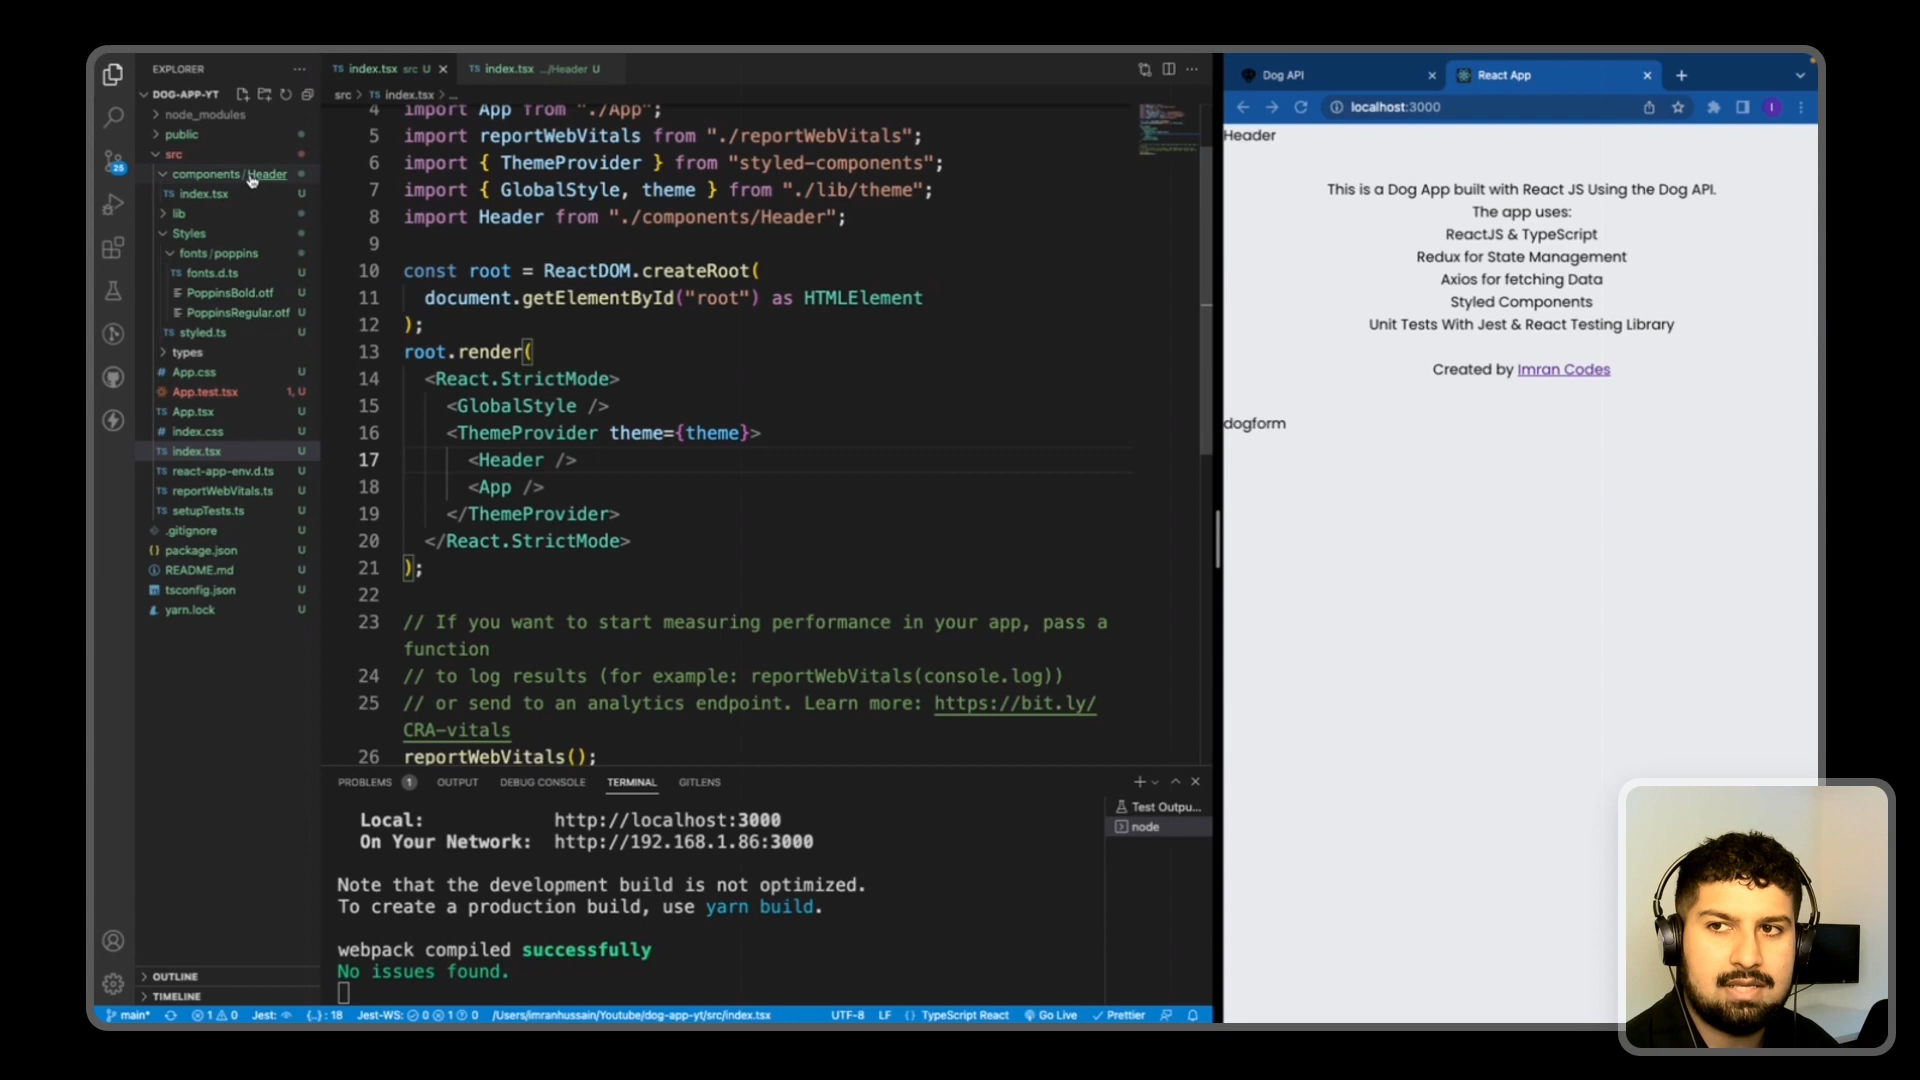 EXPLORER
DOG-APP-YT
node_modules
public
src
components / Header
index.tsx U
lib
Styles
fonts / poppins
fonts.d.ts U
PoppinsBold.otf U
PoppinsRegular.otf U
styled.ts U
types
App.css U
App.test.tsx 1, U
App.tsx U
index.css U
index.tsx U
react-app-env.d.ts U
reportWebVitals.ts U
setupTests.ts U
.gitignore U
package.json U
README.md U
tsconfig.json U
yarn.lock U
OUTLINE
TIMELINE
25
index.tsx src U
index.tsx .../Header U
src > index.tsx > ...
4 import App from "./App";
5 import reportWebVitals from "./reportWebVitals";
6 import { ThemeProvider } from "styled-components";
7 import { GlobalStyle, theme } from "./lib/theme";
8 import Header from "./components/Header";
9
10 const root = ReactDOM.createRoot(
11 document.getElementById("root") as HTMLElement
12 );
13 root.render(
14 <React.StrictMode>
15 <GlobalStyle />
16 <ThemeProvider theme={theme}>
17 <Header />
18 <App />
19 </ThemeProvider>
20 </React.StrictMode>
21 );
22
23 // If you want to start measuring performance in your app, pass a
function
24 // to log results (for example: reportWebVitals(console.log))
25 // or send to an analytics endpoint. Learn more: https://bit.ly/
CRA-vitals
26 reportWebVitals();
PROBLEMS 1 OUTPUT DEBUG CONSOLE TERMINAL GITLENS
Test Outpu...
node
Local: http://localhost:3000
On Your Network: http://192.168.1.86:3000
Note that the development build is not optimized.
To create a production build, use yarn build.
webpack compiled successfully
No issues found.
main* 1 0 Jest: {..} : 18 Jest-WS: 0 1 0 /Users/imranhussain/Youtube/dog-app-yt/src/index.tsx UTF-8 LF TypeScript React Go Live Prettier
Dog API
React App
localhost:3000
I
Header
This is a Dog App built with React JS Using the Dog API.
The app uses:
ReactJS & TypeScript
Redux for State Management
Axios for fetching Data
Styled Components
Unit Tests With Jest & React Testing Library
Created by Imran Codes
dogform